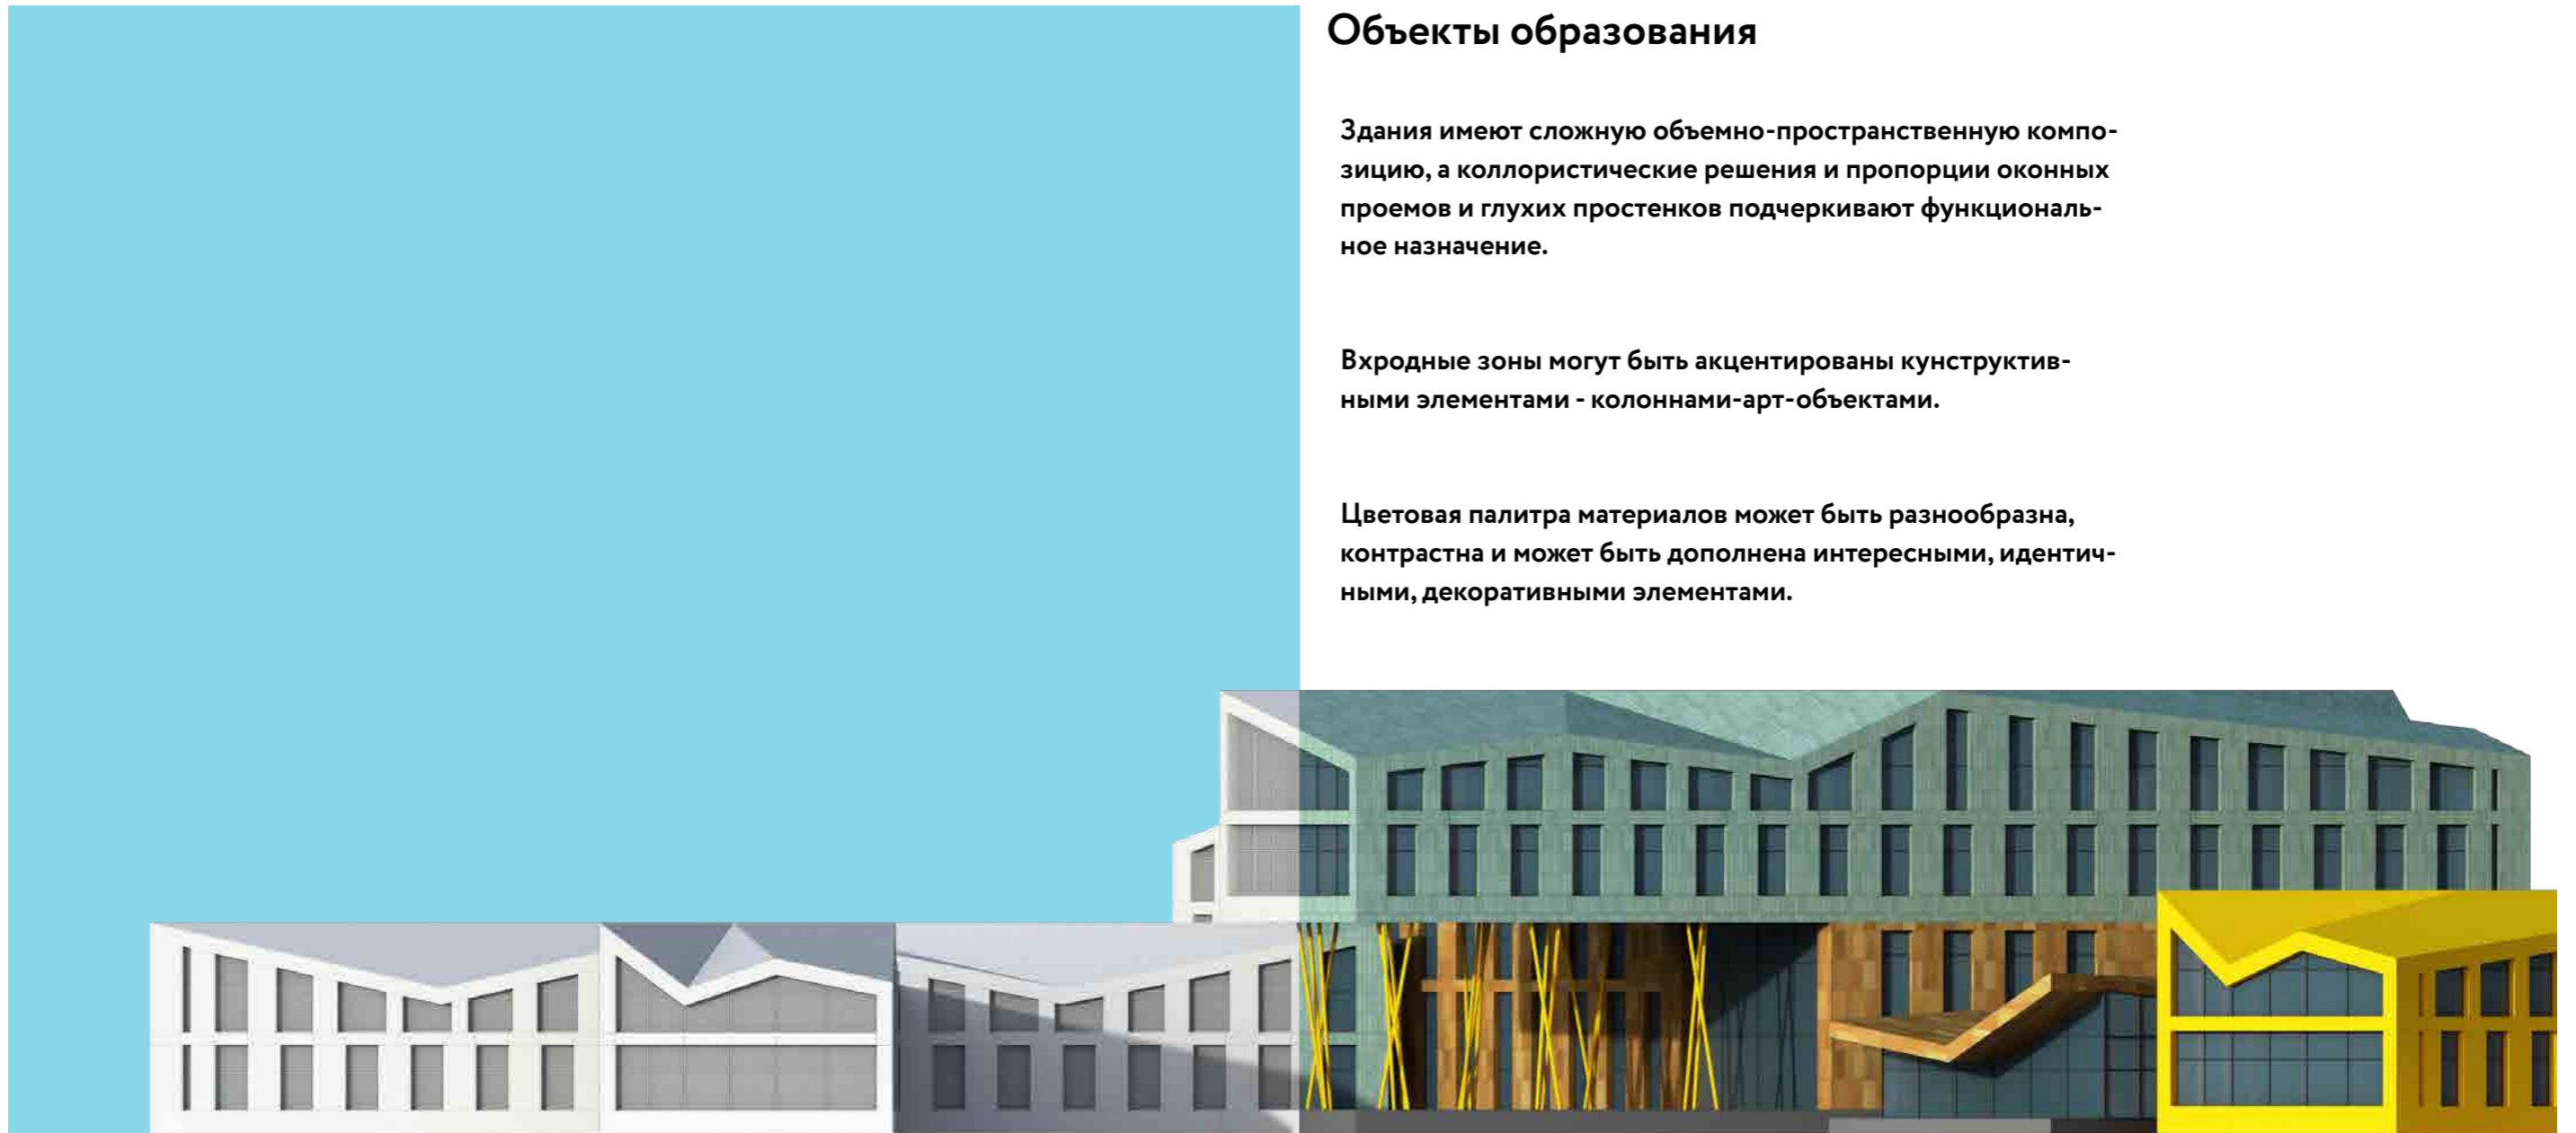 Объекты образования
Здания имеют сложную объемно-пространственную компо-
зицию, а коллористические решения и пропорции оконных
проемов и глухих простенков подчеркивают функциональ-
ное назначение.
Вхродные зоны могут быть акцентированы кунструктив-
ными элементами - колоннами-арт-объектами.
Цветовая палитра материалов может быть разнообразна,
контрастна и может быть дополнена интересными, идентич-
ными, декоративными элементами.